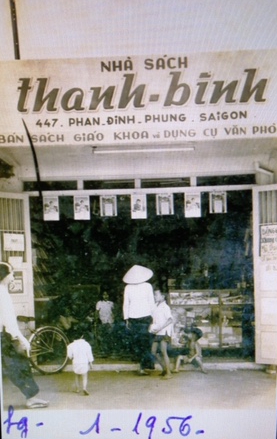 NHÀ SÁCH
thanh-bình
447. PHAN-ĐÌNH-PHUNG. SAIGON
BÁN SÁCH GIÁO KHOA và DỤNG CỤ VĂN PHÒ
Sg- 1-1956-